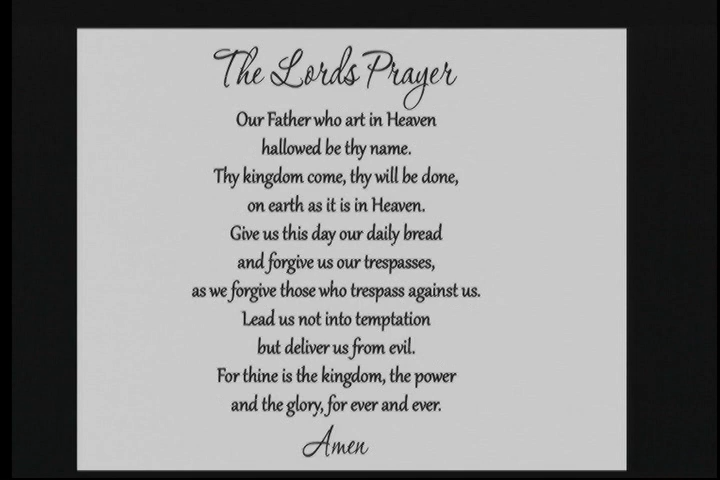 The Lords Prayer
Our Father who art in Heaven
hallowed be thy name.
Thy kingdom come, thy will be done,
on earth as it is in Heaven.
Give us this day our daily bread
and forgive us our trespasses,
as we forgive those who trespass against us.
Lead us not into temptation
but deliver us from evil.
For thine is the kingdom, the power
and the glory, for ever and ever.
Amen